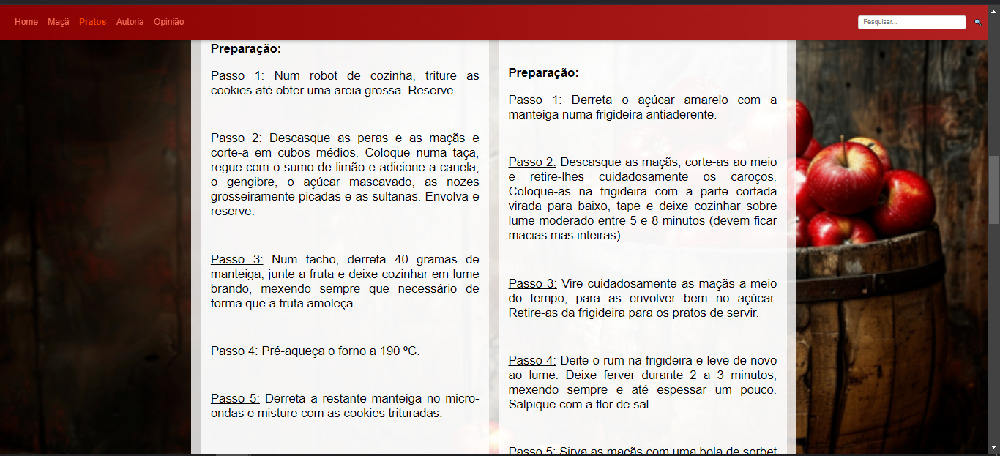 Home Maçã Pratos Autoria Opinião
Pesquisar...
Preparação:
Passo 1: Num robot de cozinha, triture as
cookies até obter uma areia grossa. Reserve.
Passo 2: Descasque as peras e as maçãs e
corte-a em cubos médios. Coloque numa taça,
regue com o sumo de limão e adicione a canela,
o gengibre, o açúcar mascavado, as nozes
grosseiramente picadas e as sultanas. Envolva e
reserve.
Passo 3: Num tacho, derreta 40 gramas de
manteiga, junte a fruta e deixe cozinhar em lume
brando, mexendo sempre que necessário de
forma que a fruta amoleça.
Passo 4: Pré-aqueça o forno a 190 ºC.
Passo 5: Derreta a restante manteiga no micro-
ondas e misture com as cookies trituradas.
Preparação:
Passo 1: Derreta o açúcar amarelo com a
manteiga numa frigideira antiaderente.
Passo 2: Descasque as maçãs, corte-as ao meio
e retire-lhes cuidadosamente os caroços.
Coloque-as na frigideira com a parte cortada
virada para baixo, tape e deixe cozinhar sobre
lume moderado entre 5 e 8 minutos (devem ficar
macias mas inteiras).
Passo 3: Vire cuidadosamente as maçãs a meio
do tempo, para as envolver bem no açúcar.
Retire-as da frigideira para os pratos de servir.
Passo 4: Deite o rum na frigideira e leve de novo
ao lume. Deixe ferver durante 2 a 3 minutos,
mexendo sempre e até espessar um pouco.
Salpique com a flor de sal.
Passo 5: Sirva as maçãs com uma bola de sorbet